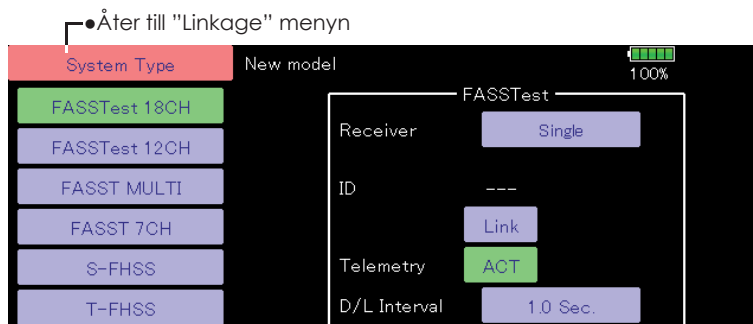 ●Åter till ”Linkage” menyn
System Type
New model
100%
FASSTest 18CH
FASSTest 12CH
FASST MULTI
FASST 7CH
S-FHSS
T-FHSS
FASSTest
Receiver Single
ID ---
Link
Telemetry ACT
D/L Interval 1.0 Sec.